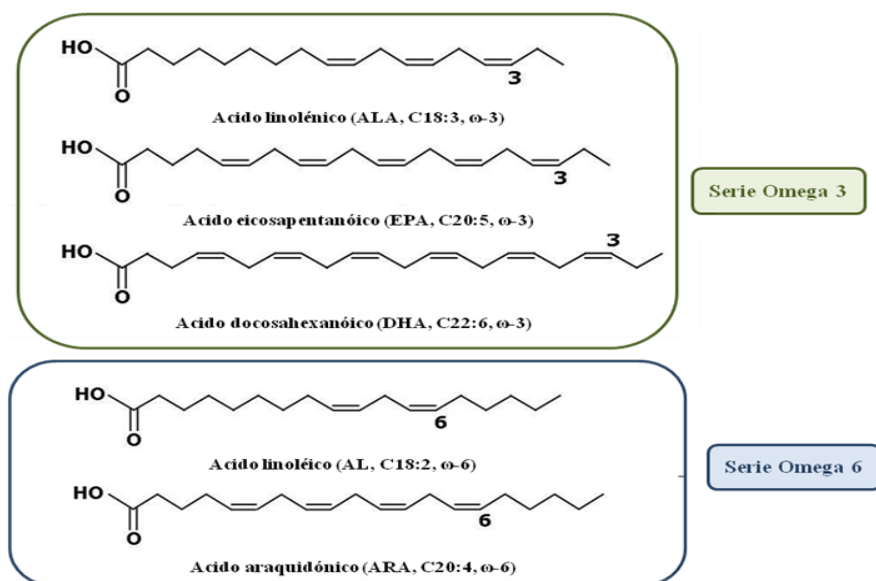 HO
O
3
Acido linolénico (ALA, C18:3, ω-3)
HO
O
3
Acido eicosapentanóico (EPA, C20:5, ω-3)
Serie Omega 3
HO
O
3
Acido docosahexanóico (DHA, C22:6, ω-3)
HO
O
6
Acido linoléico (AL, C18:2, ω-6)
Serie Omega 6
HO
O
6
Acido araquidónico (ARA, C20:4, ω-6)